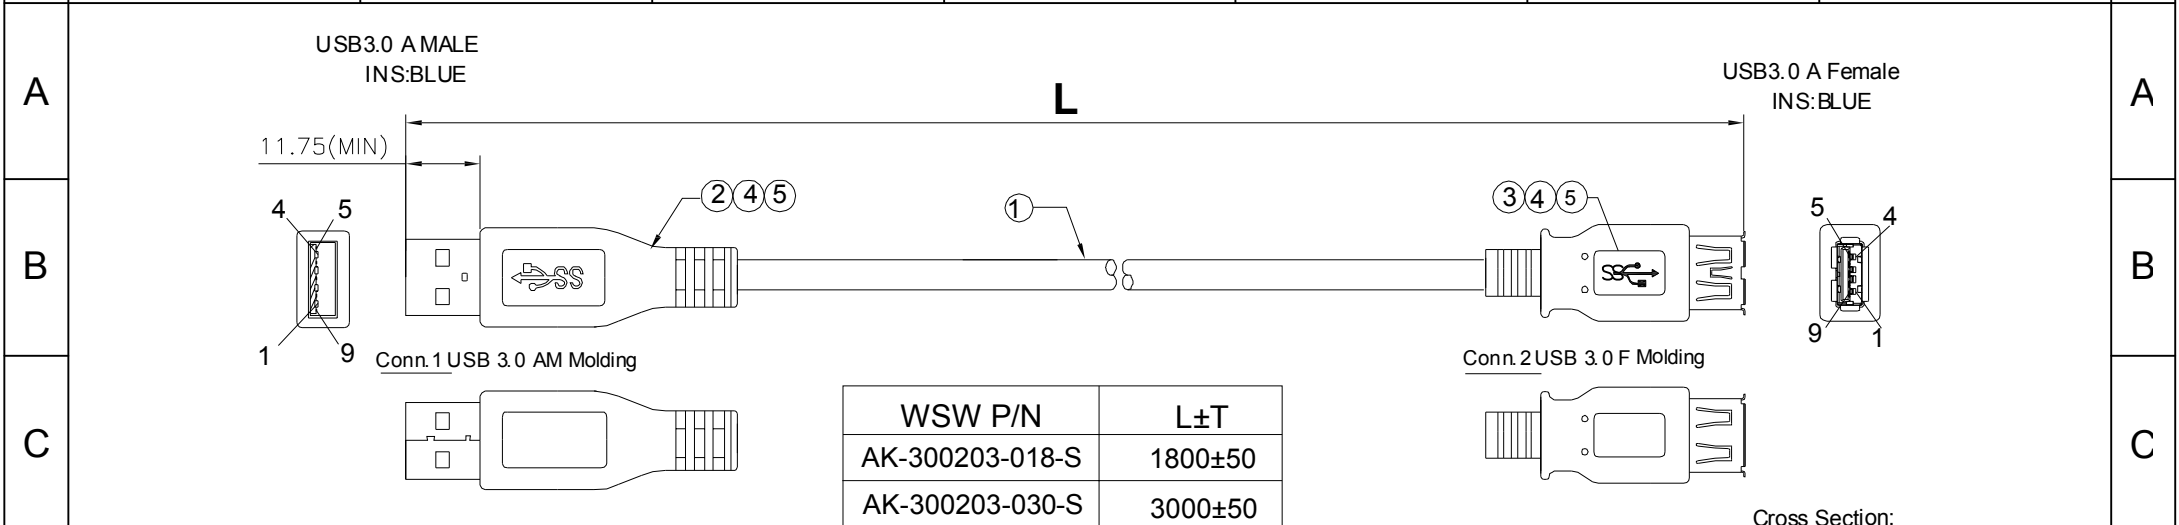 USB3.0 A MALE
INS:BLUE
USB3.0 A Female
INS:BLUE
A
L
A
11.75(MIN)
2 4 5
1
3 4 5
4 5
5 4
B
SS
SS
B
1 9
9 1
Conn.1 USB 3.0 AM Molding
Conn.2 USB 3.0 F Molding
C
WSW P/N L±T
C
AK-300203-018-S 1800±50
AK-300203-030-S 3000±50
Cross Section: